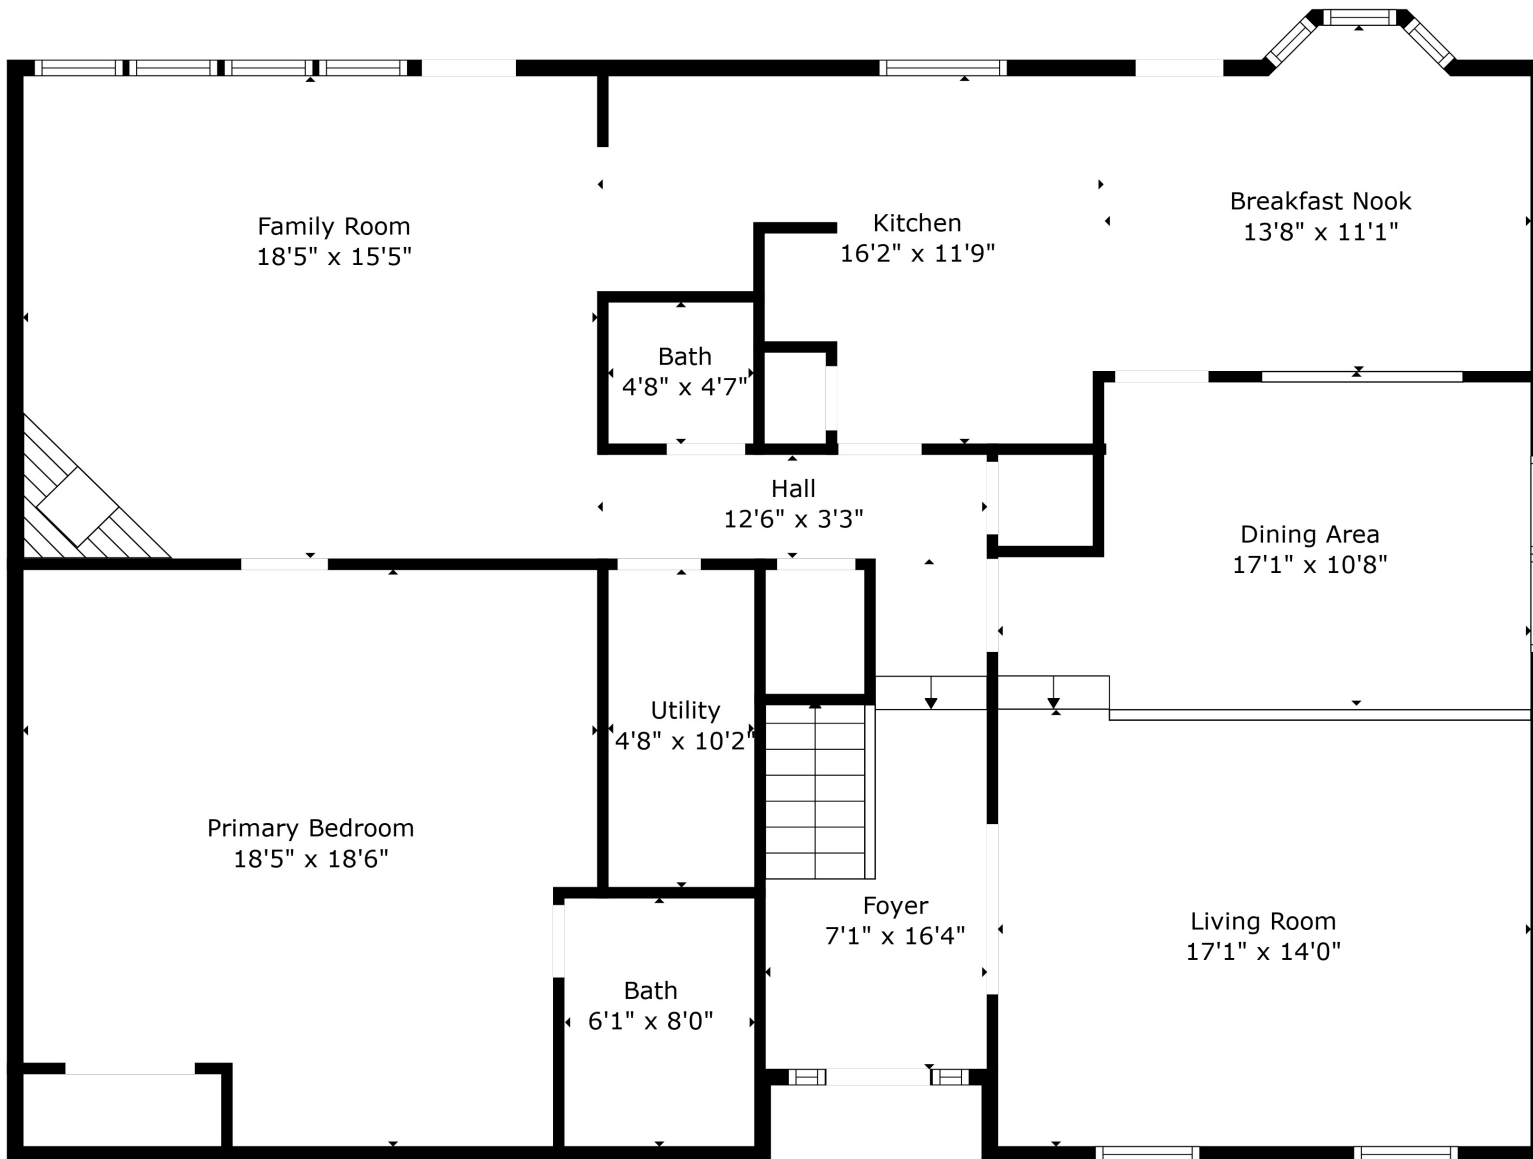 Family Room
18'5" x 15'5"
Kitchen
16'2" x 11'9"
Breakfast Nook
13'8" x 11'1"
Bath
4'8" x 4'7"
Hall
12'6" x 3'3"
Dining Area
17'1" x 10'8"
Utility
4'8" x 10'2"
Primary Bedroom
18'5" x 18'6"
Foyer
7'1" x 16'4"
Living Room
17'1" x 14'0"
Bath
6'1" x 8'0"